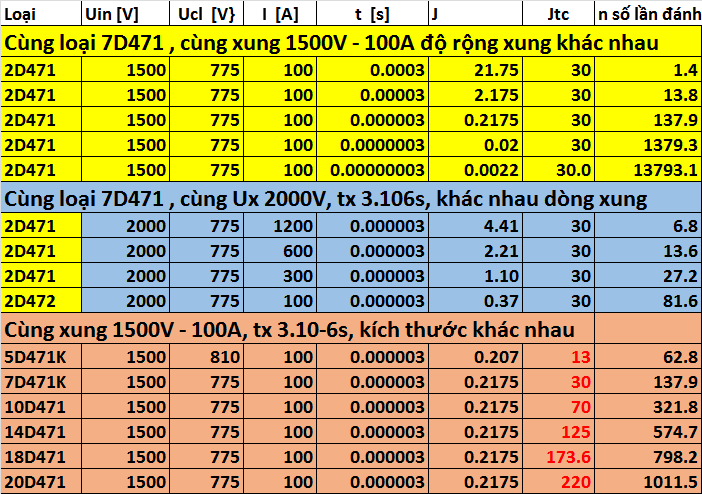 Loại Uin [V] Ucl [V} I [A] t [s] J Jtc n số lần đánh
Cùng loại 7D471 , cùng xung 1500V - 100A độ rộng xung khác nhau
2D471 1500 775 100 0.0003 21.75 30 1.4
2D471 1500 775 100 0.00003 2.175 30 13.8
2D471 1500 775 100 0.000003 0.2175 30 137.9
2D471 1500 775 100 0.0000003 0.02 30 1379.3
2D471 1500 775 100 0.00000003 0.0022 30.0 13793.1
Cùng loại 7D471 , cùng Ux 2000V, tx 3.106s, khác nhau dòng xung
2D471 2000 775 1200 0.000003 4.41 30 6.8
2D471 2000 775 600 0.000003 2.21 30 13.6
2D471 2000 775 300 0.000003 1.10 30 27.2
2D472 2000 775 100 0.000003 0.37 30 81.6
Cùng xung 1500V - 100A, tx 3.10-6s, kích thước khác nhau
5D471K 1500 810 100 0.000003 0.207 13 62.8
7D471K 1500 775 100 0.000003 0.2175 30 137.9
10D471 1500 775 100 0.000003 0.2175 70 321.8
14D471 1500 775 100 0.000003 0.2175 125 574.7
18D471 1500 775 100 0.000003 0.2175 173.6 798.2
20D471 1500 775 100 0.000003 0.2175 220 1011.5